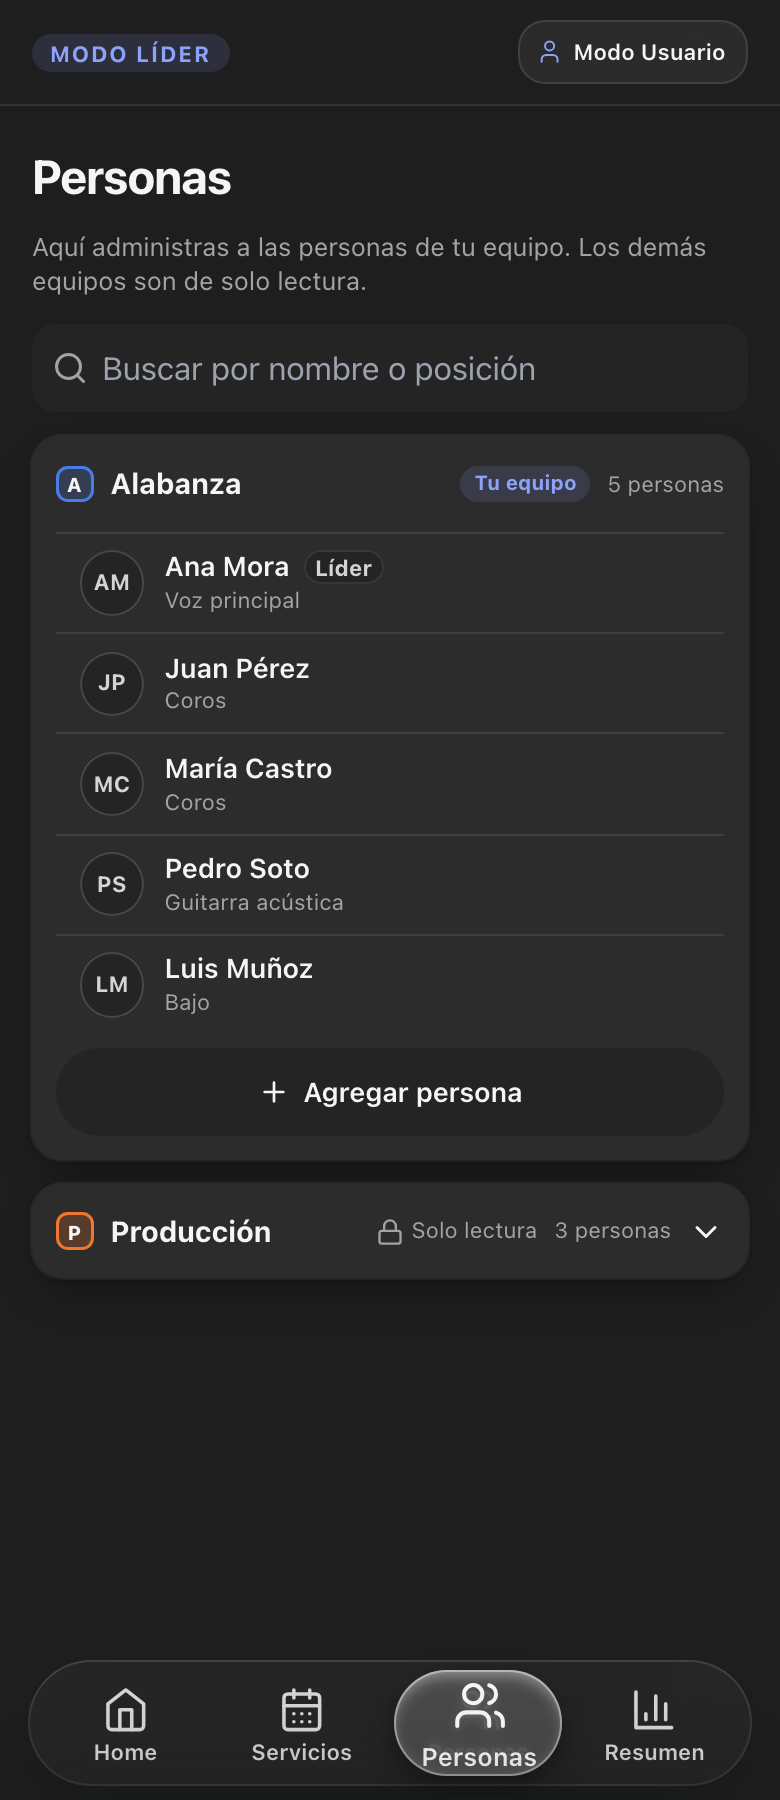 MODO LÍDER
Modo Usuario
Personas
Aquí administras a las personas de tu equipo. Los demás
equipos son de solo lectura.
Buscar por nombre o posición
A Alabanza Tu equipo 5 personas
AM Ana Mora Líder
Voz principal
JP Juan Pérez
Coros
MC María Castro
Coros
PS Pedro Soto
Guitarra acústica
LM Luis Muñoz
Bajo
+ Agregar persona
P Producción Solo lectura 3 personas
Home Servicios Personas Resumen